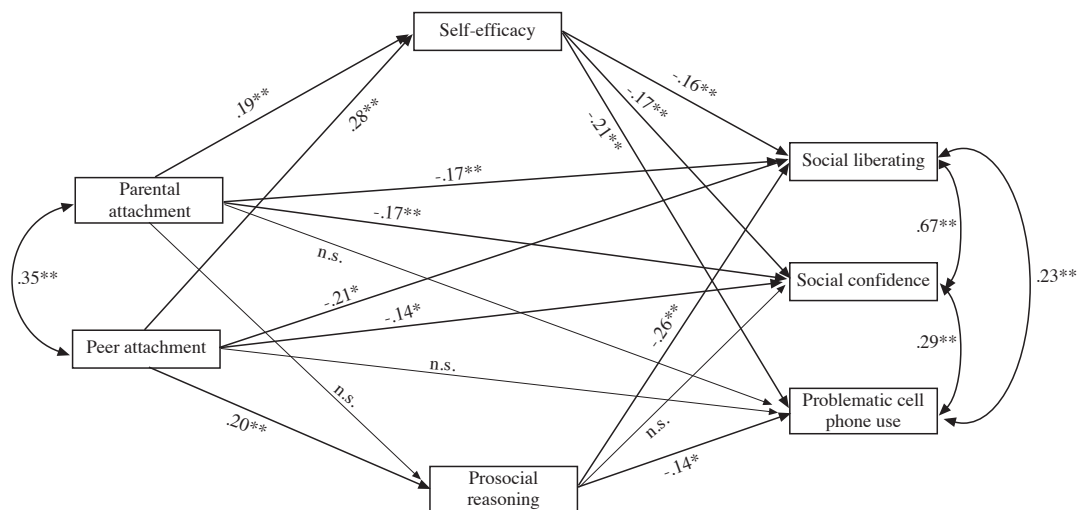 Self-efficacy
-.16**
-.17**
-.21**
.19**
.28**
Social liberating
-.17**
Parental
attachment
-.17**
.67**
n.s.
.35**
Social confidence
.23**
-.21*
-.14*
-.26**
.29**
Peer attachment
n.s.
n.s.
Problematic cell
phone use
.20**
n.s.
-.14*
Prosocial
reasoning